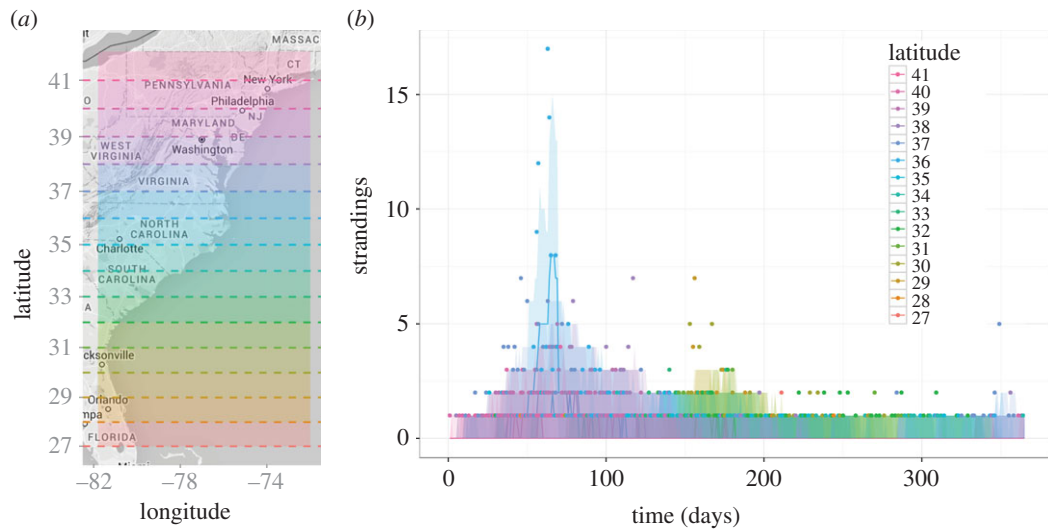 (a)
(b)
MASSAC
CT
New York
PENNSYLVANIA
Philadelphia
NJ
MARYLAND
DE
WEST
VIRGINIA
Washington
VIRGINIA
NORTH
CAROLINA
Charlotte
SOUTH
CAROLINA
A
cksonville
Orlando
mpa
FLORIDA
41
39
37
35
33
31
29
27
latitude
−82
−78
−74
longitude
15
10
5
0
strandings
0
100
200
300
time (days)
latitude
41
40
39
38
37
36
35
34
33
32
31
30
29
28
27